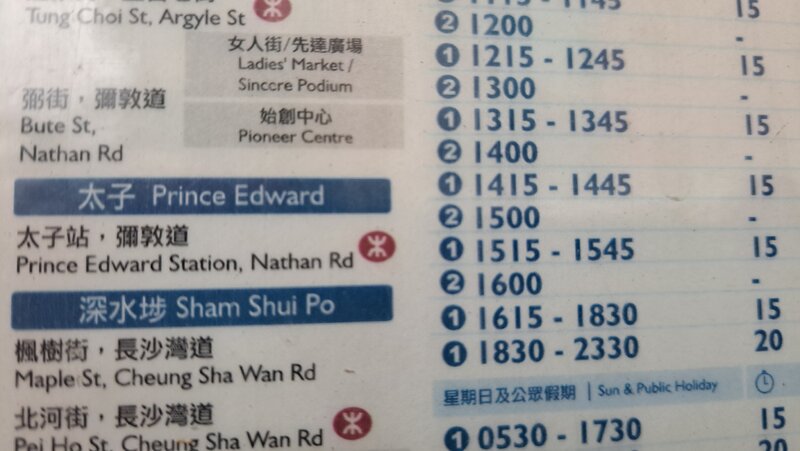 Tung Choi St, Argyle St
女人街/先達廣場
Ladies' Market /
Sincere Podium
弼街，彌敦道
Bute St,
Nathan Rd
始創中心
Pioneer Centre
太子 Prince Edward
太子站，彌敦道
Prince Edward Station, Nathan Rd
深水埗 Sham Shui Po
楓樹街，長沙灣道
Maple St, Cheung Sha Wan Rd
北河街，長沙灣道
Pei Ho St, Cheung Sha Wan Rd
15
❷ 1200 -
❶ 1215 - 1245 15
❷ 1300 -
❶ 1315 - 1345 15
❷ 1400 -
❶ 1415 - 1445 15
❷ 1500 -
❶ 1515 - 1545 15
❷ 1600 -
❶ 1615 - 1830 15
❶ 1830 - 2330 20
星期日及公眾假期 | Sun & Public Holiday
❶ 0530 - 1730 15
20